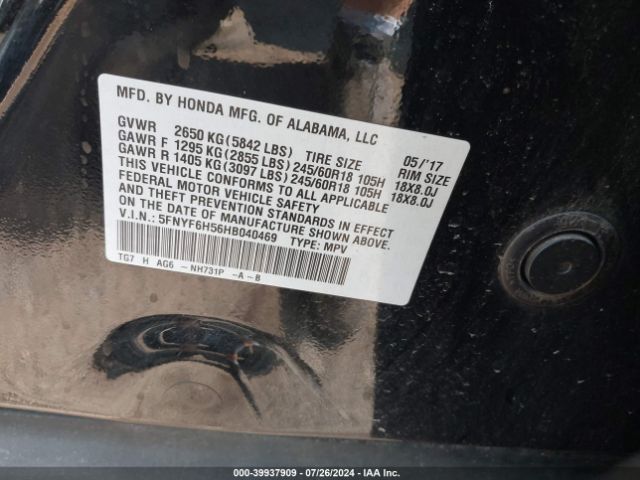 MFD. BY HONDA MFG. OF ALABAMA, LLC 05/'17
GVWR 2650 KG(5842 LBS) TIRE SIZE RIM SIZE
GAWR F 1295 KG(2855 LBS) 245/60R18 105H 18X8.0J
GAWR R 1405 KG(3097 LBS) 245/60R18 105H 18X8.0J
THIS VEHICLE CONFORMS TO ALL APPLICABLE
FEDERAL MOTOR VEHICLE SAFETY
AND THEFT PREVENTION STANDARDS IN EFFECT
ON THE DATE OF MANUFACTURE SHOWN ABOVE.
V.I.N.: 5FNYF6H56HB040469 TYPE: MPV
TG7 H AG6 - NH731P -A-B
000-39937909 | 07/26/2024 | IAA Inc.